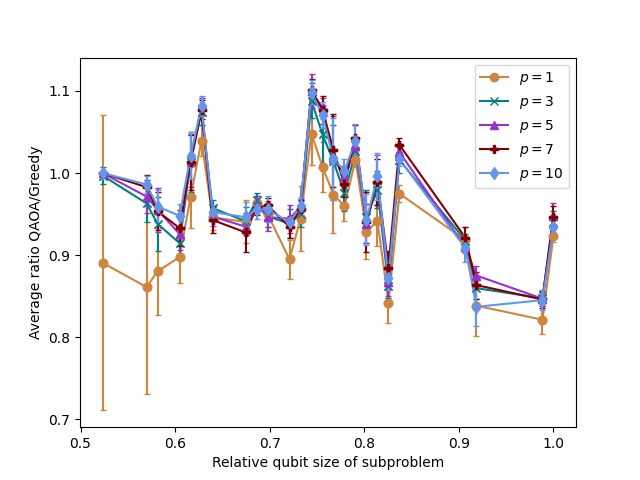 1.1
1.0
0.9
0.8
0.7
Average ratio QAOA/Greedy
0.5 0.6 0.7 0.8 0.9 1.0
Relative qubit size of subproblem
p = 1
p = 3
p = 5
p = 7
p = 10